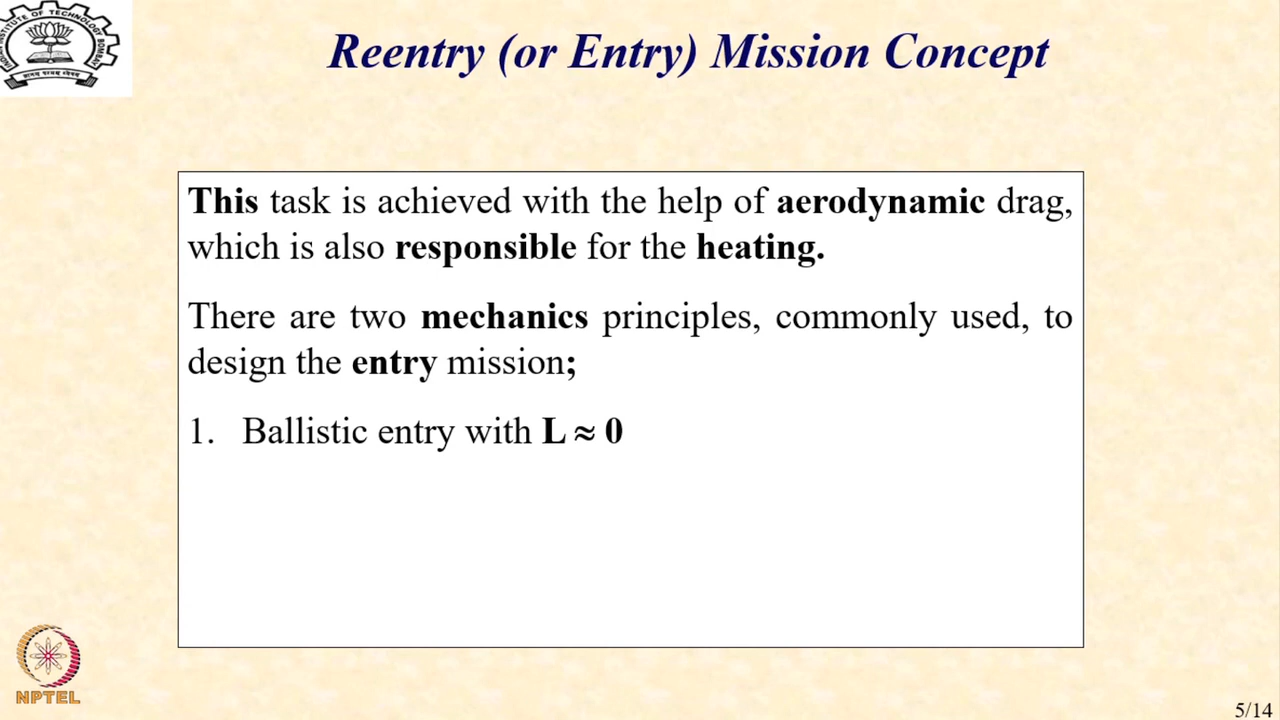 Reentry (or Entry) Mission Concept
This task is achieved with the help of aerodynamic drag,
which is also responsible for the heating.
There are two mechanics principles, commonly used, to
design the entry mission;
1. Ballistic entry with L ≈ 0
NPTEL
5/14